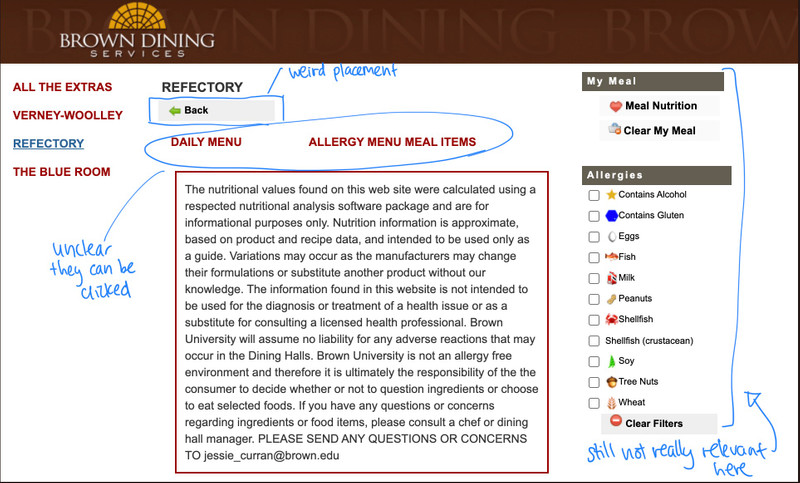 BROWN DINING
BROWN DINING
BROWN DINING
SERVICES
ALL THE EXTRAS
VERNEY-WOOLLEY
REFECTORY
THE BLUE ROOM
REFECTORY
weird placement
Back
DAILY MENU
ALLERGY MENU MEAL ITEMS
unclear
they can be
clicked
The nutritional values found on this web site were calculated using a
respected nutritional analysis software package and are for
informational purposes only. Nutrition information is approximate,
based on product and recipe data, and intended to be used only as
a guide. Variations may occur as the manufacturers may change
their formulations or substitute another product without our
knowledge. The information found in this website is not intended to
be used for the diagnosis or treatment of a health issue or as a
substitute for consulting a licensed health professional. Brown
University will assume no liability for any adverse reactions that may
occur in the Dining Halls. Brown University is not an allergy free
environment and therefore it is ultimately the responsibility of the the
consumer to decide whether or not to question ingredients or choose
to eat selected foods. If you have any questions or concerns
regarding ingredients or food items, please consult a chef or dining
hall manager. PLEASE SEND ANY QUESTIONS OR CONCERNS
TO jessie_curran@brown.edu
My Meal
Meal Nutrition
Clear My Meal
Allergies
Contains Alcohol
Contains Gluten
Eggs
Fish
Milk
Peanuts
Shellfish
Shellfish (crustacean)
Soy
Tree Nuts
Wheat
Clear Filters
still not really relevant
here